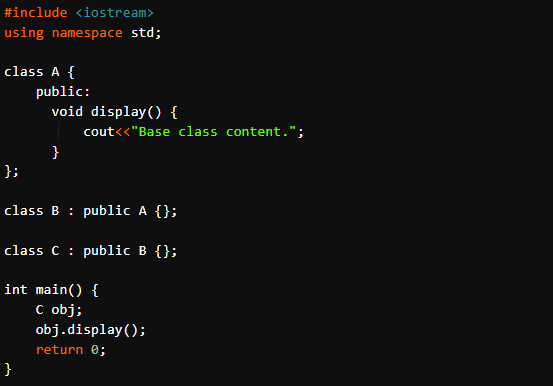 #include <iostream>
using namespace std;
class A {
    public:
      void display() {
          cout<<"Base class content.";
      }
};
class B : public A {};
class C : public B {};
int main() {
    C obj;
    obj.display();
    return 0;
}